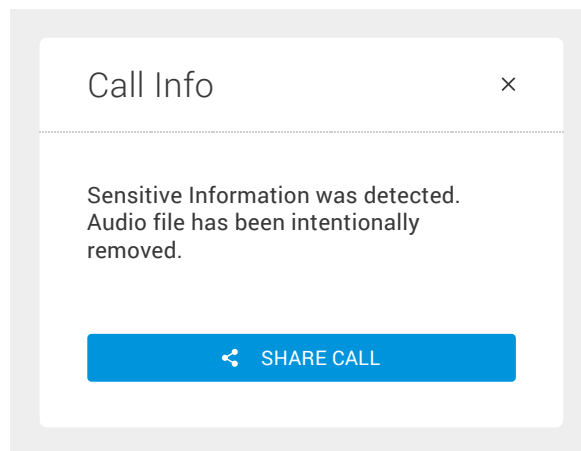 Call Info
Sensitive Information was detected.
Audio file has been intentionally
removed.
SHARE CALL